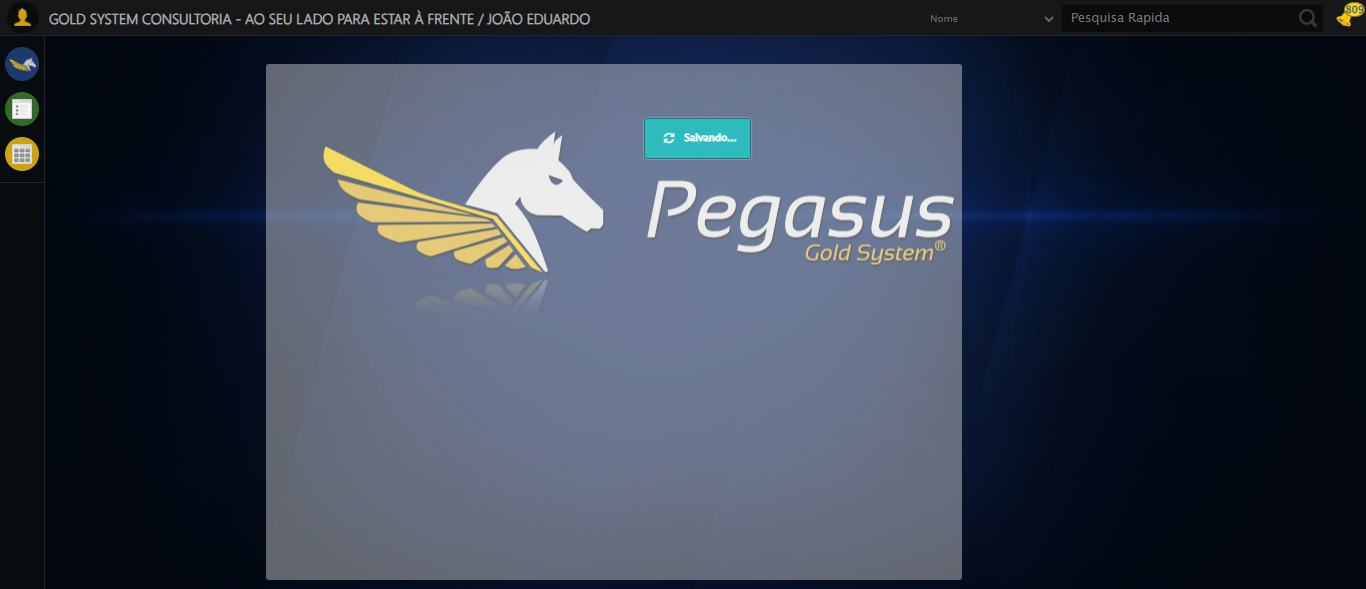 GOLD SYSTEM CONSULTORIA - AO SEU LADO PARA ESTAR À FRENTE / JOÃO EDUARDO
Nome
Pesquisa Rapida
809
Salvando...
Pegasus
Gold System®